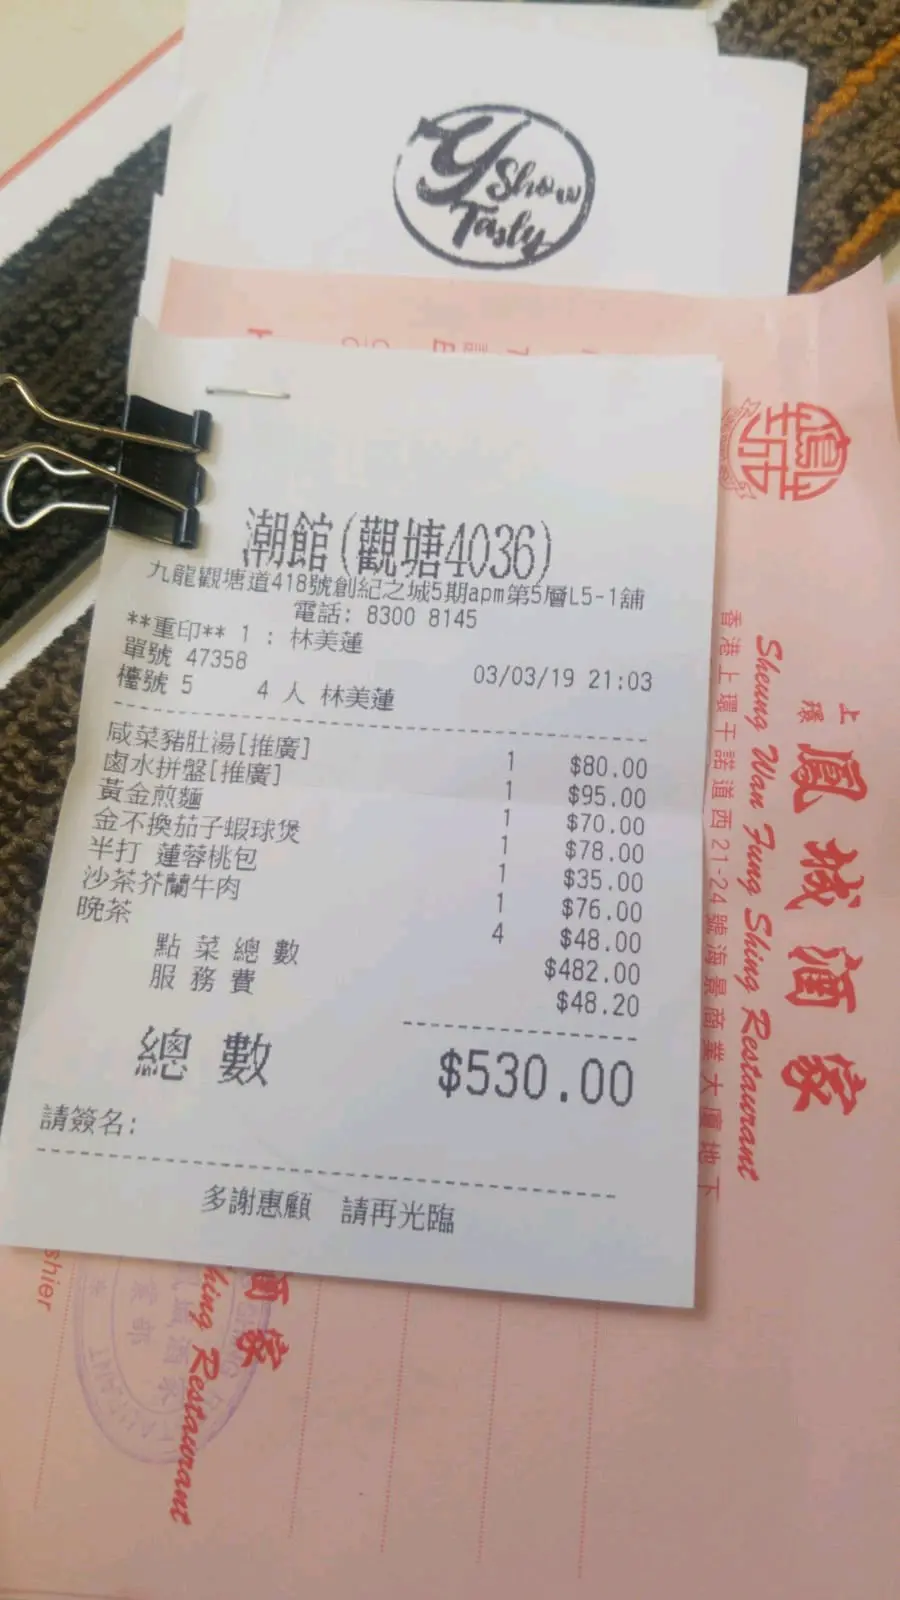 Y Show
Tasly
潮館(觀塘4036)
九龍觀塘道418號創紀之城5期apm第5層L5-1舖
電話: 8300 8145
**重印** 1 : 林美蓮
單號 47358 03/03/19 21:03
檯號 5 4 人 林美蓮
咸菜豬肚湯[推廣] 1 $80.00
鹵水拼盤[推廣] 1 $95.00
黃金煎麵 1 $70.00
金不換茄子蝦球煲 1 $78.00
半打 蓮蓉桃包 1 $35.00
沙茶芥蘭牛肉 1 $76.00
晚茶 4 $48.00
點菜總數 $482.00
服務費 $48.20
總數 $530.00
請簽名:
多謝惠顧 請再光臨
上環 鳳城酒家
Sheung Wan Fung Shing Restaurant
香港上環干諾道西21-24號海景商業大廈地下
酒家
hing Restaurant
shier